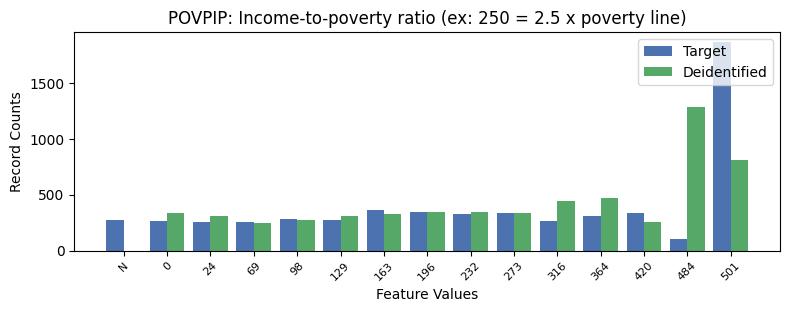 POVPIP: Income-to-poverty ratio (ex: 250 = 2.5 x poverty line)
Target
Deidentified
Record Counts
1500
1000
500
0
N 0 24 69 98 129 163 196 232 273 316 364 420 484 501
Feature Values